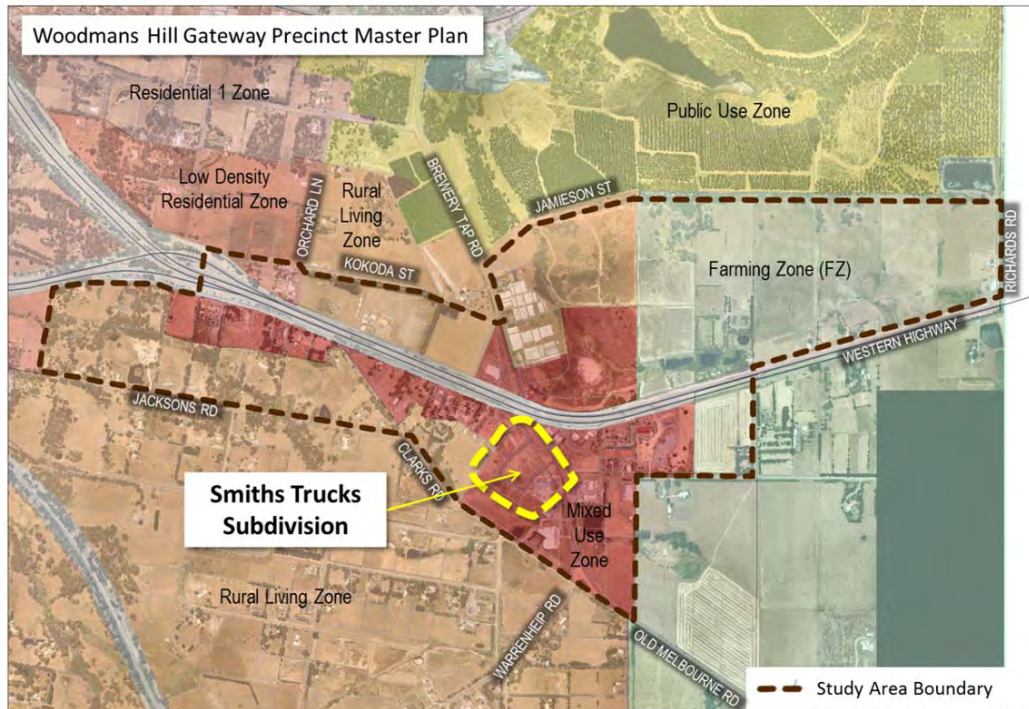 Woodmans Hill Gateway Precinct Master Plan
Residential 1 Zone
Public Use Zone
Low Density
Residential Zone
ORCHARD LN
Rural
Living
Zone
BREWERY TAP RD
JAMIESON ST
KOKODA ST
Farming Zone (FZ)
RICHARDS RD
WESTERN HIGHWAY
JACKSONS RD
CLARKS RD
Smiths Trucks
Subdivision
Mixed
Use
Zone
Rural Living Zone
WARRENHEIP RD
OLD MELBOURNE RD
Study Area Boundary